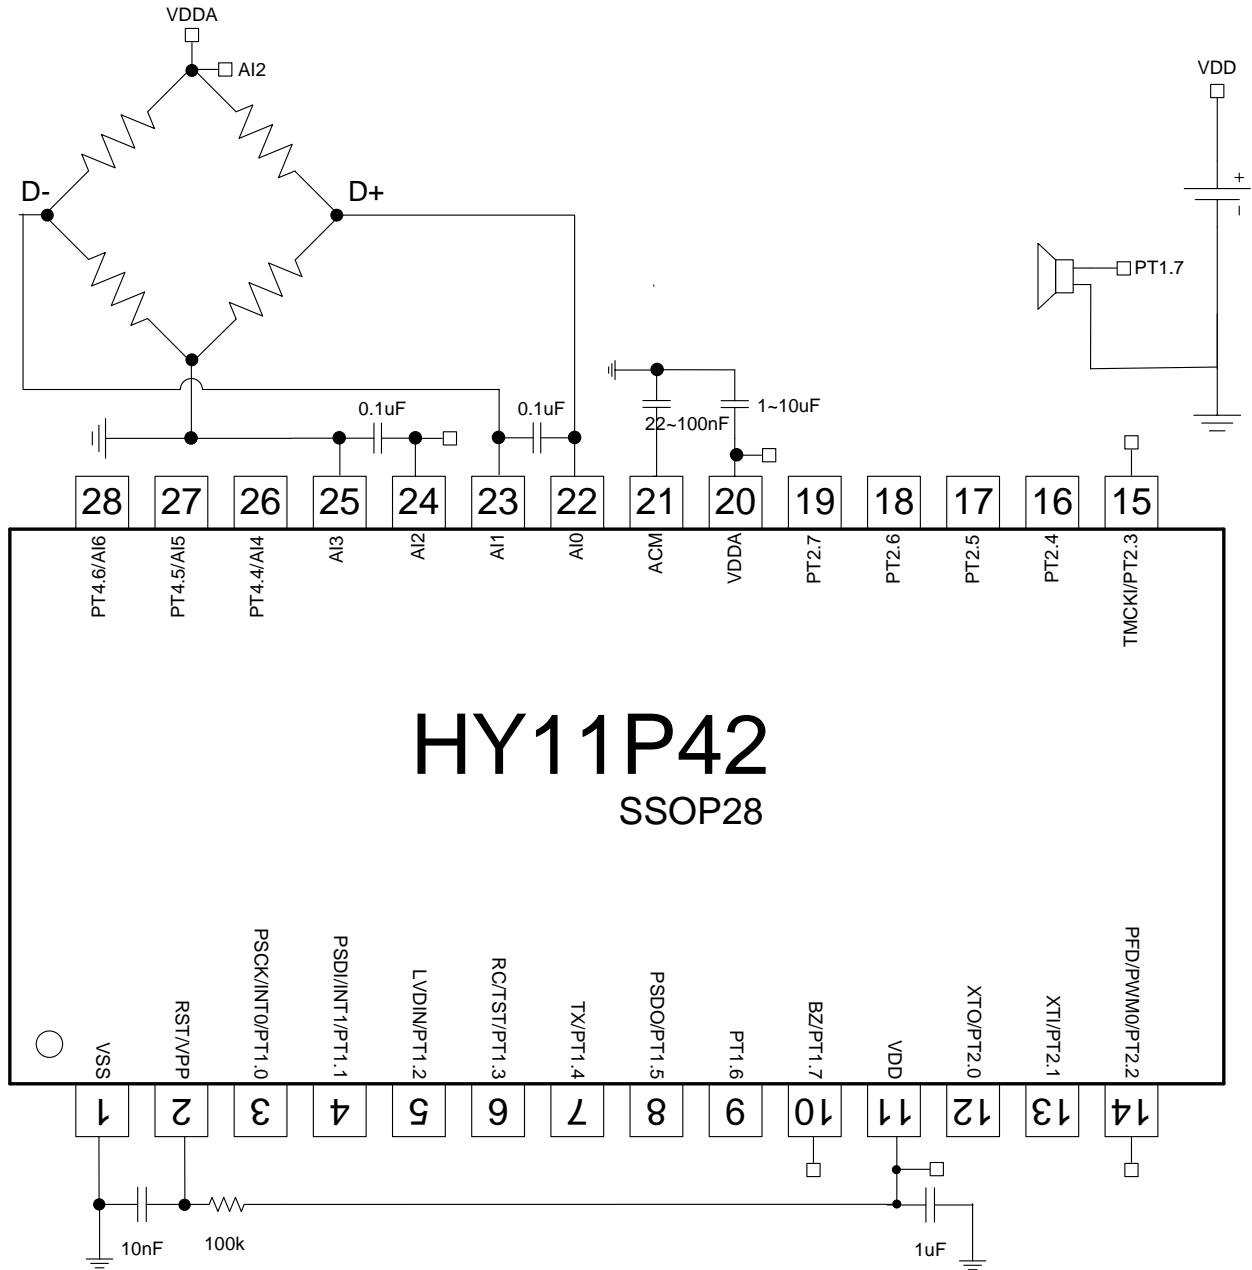 VDDA
AI2
VDD
D-
D+
+
-
PT1.7
0.1uF
0.1uF
22~100nF
1~10uF
28
27
26
25
24
23
22
21
20
19
18
17
16
15
PT4.6/AI6
PT4.5/AI5
PT4.4/AI4
AI3
AI2
AI1
AI0
ACM
VDDA
PT2.7
PT2.6
PT2.5
PT2.4
TMCKI/PT2.3
HY11P42
SSOP28
VSS
RST/VPP
PSCK/INT0/PT1.0
PSDI/INT1/PT1.1
LVDIN/PT1.2
RC/TST/PT1.3
TX/PT1.4
PSDO/PT1.5
PT1.6
BZ/PT1.7
VDD
XTO/PT2.0
XTI/PT2.1
PFD/PWM0/PT2.2
1
2
3
4
5
6
7
8
9
10
11
12
13
14
10nF
100k
1uF